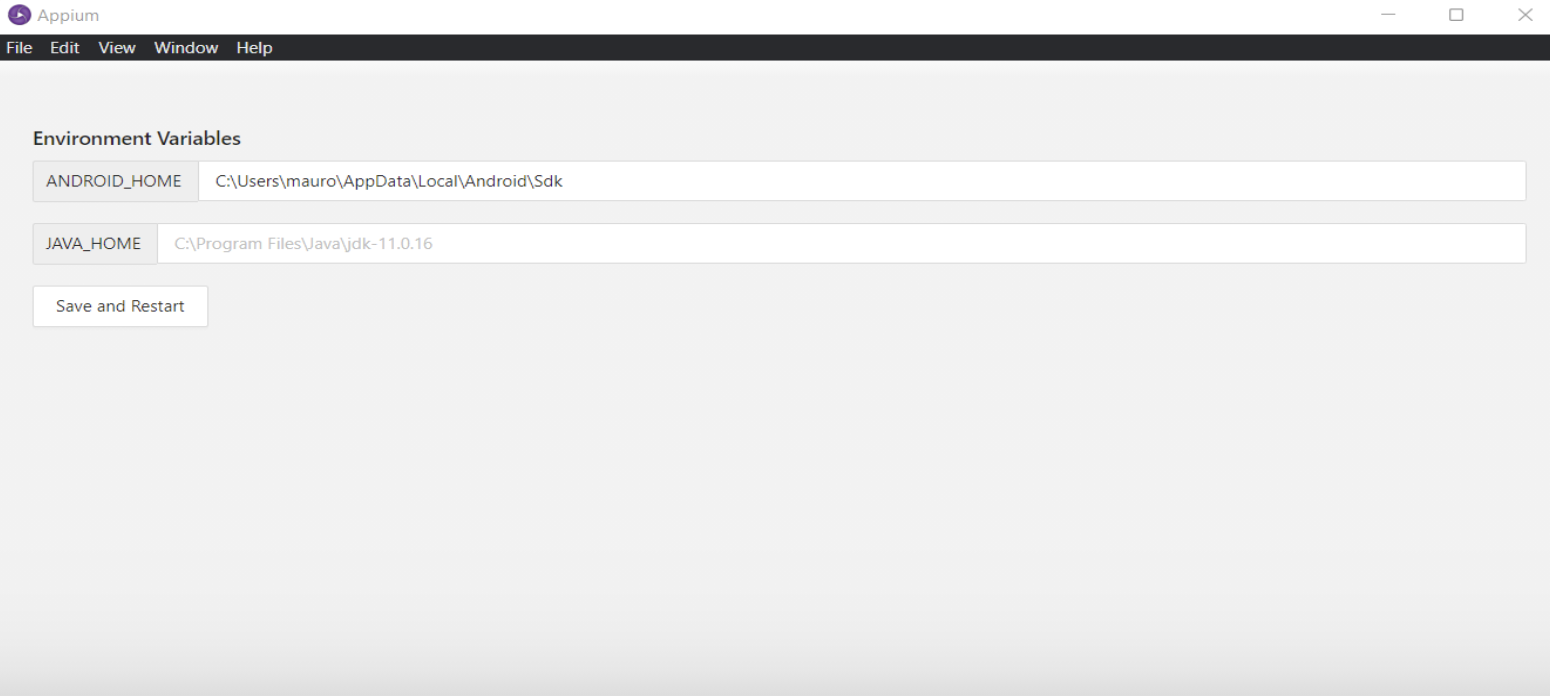 Appium
File Edit View Window Help
Environment Variables
ANDROID_HOME C:\Users\mauro\AppData\Local\Android\Sdk
JAVA_HOME C:\Program Files\Java\jdk-11.0.16
Save and Restart